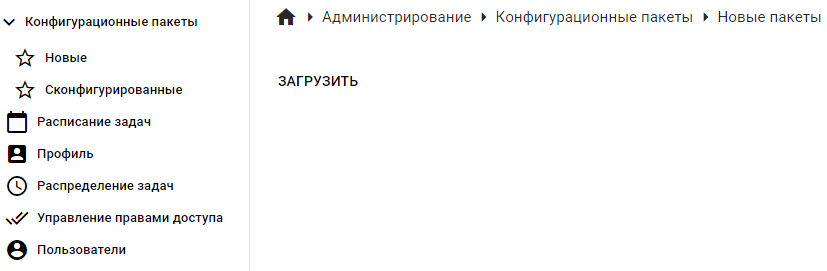 Конфигурационные пакеты
Новые
Сконфигурированные
Расписание задач
Профиль
Распределение задач
Управление правами доступа
Пользователи
Администрирование Конфигурационные пакеты Новые пакеты
ЗАГРУЗИТЬ